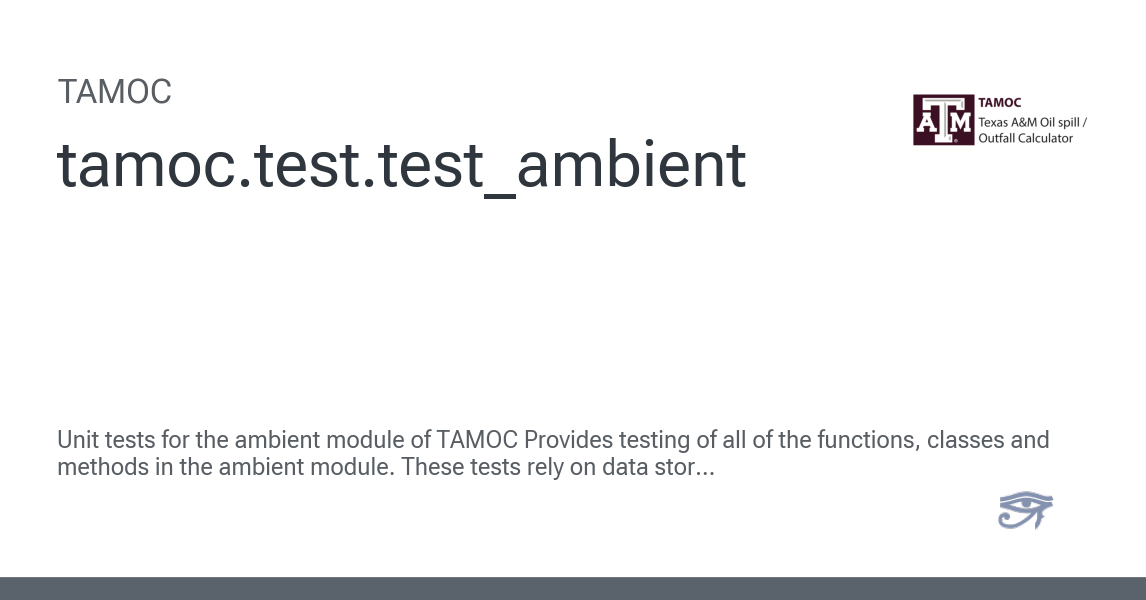 TAMOC
tamoc.test.test_ambient
ATM
TAMOC
Texas A&M Oil spill /
Outfall Calculator
Unit tests for the ambient module of TAMOC Provides testing of all of the functions, classes and
methods in the ambient module. These tests rely on data stor...